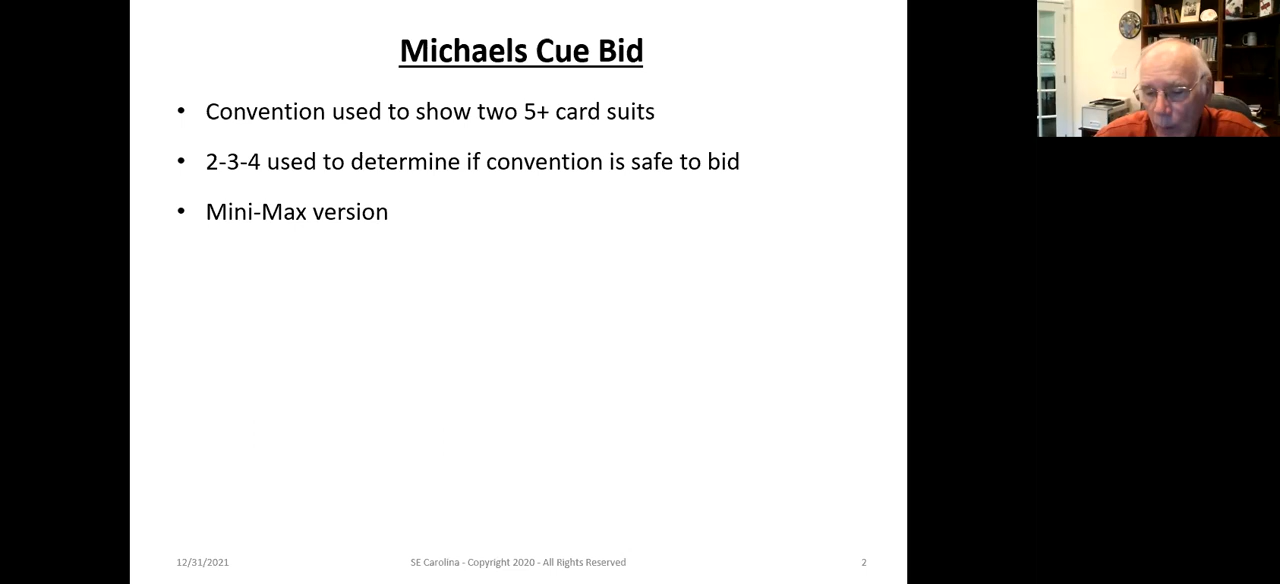 Michaels Cue Bid
• Convention used to show two 5+ card suits
• 2-3-4 used to determine if convention is safe to bid
• Mini-Max version
12/31/2021
SE Carolina - Copyright 2020 - All Rights Reserved
2